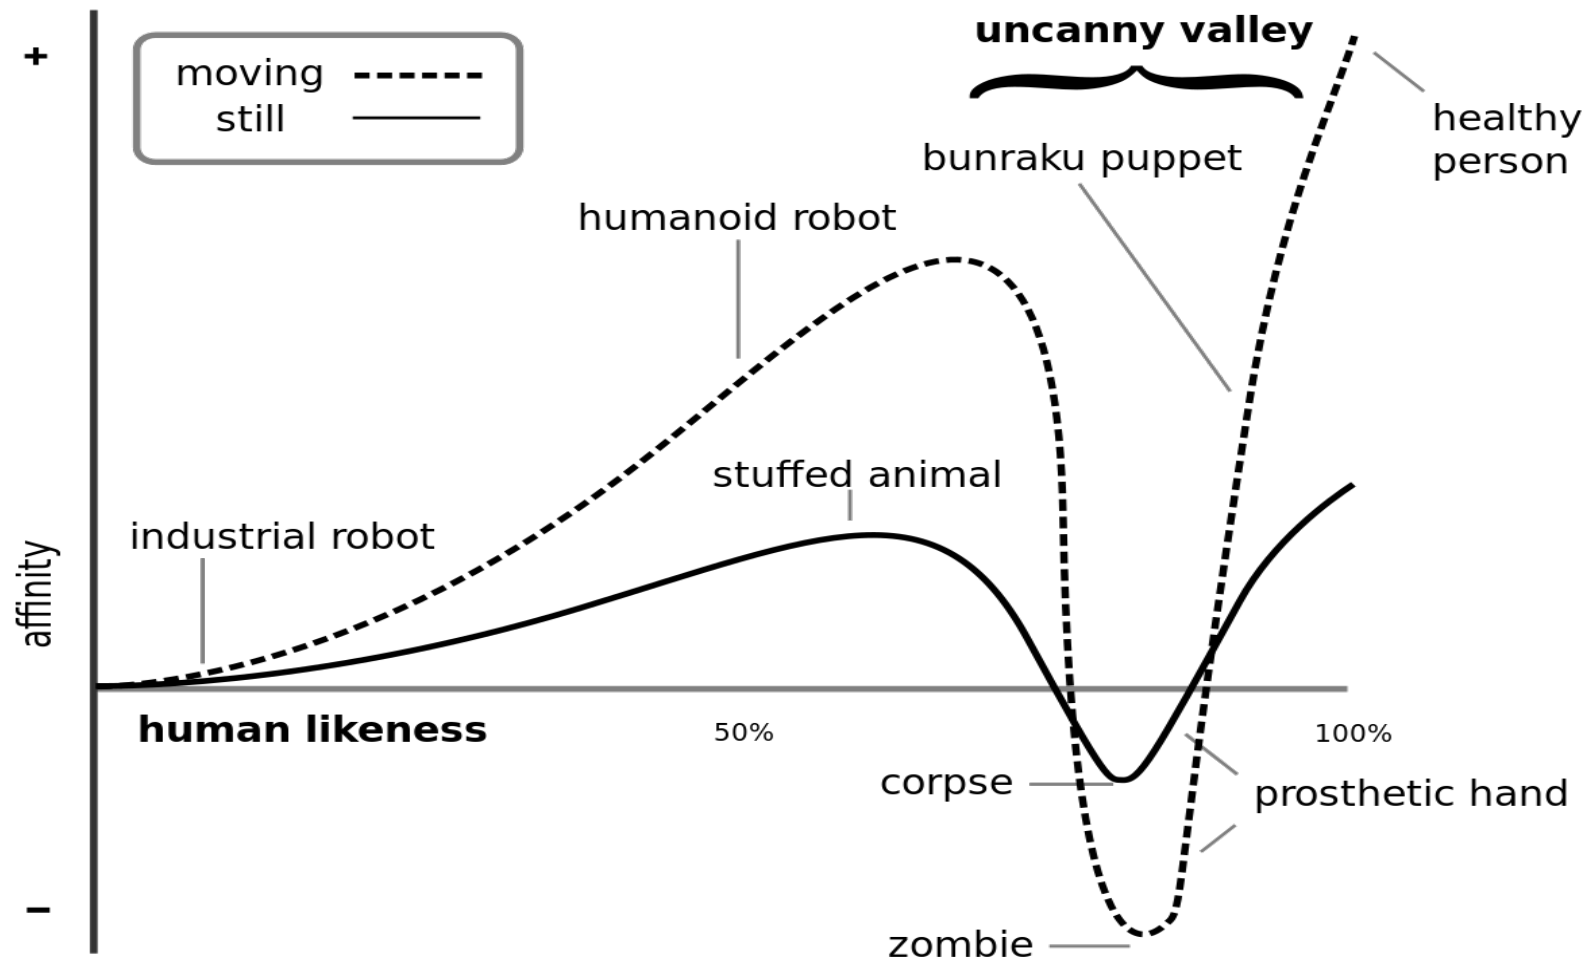 +
uncanny valley
moving
still
healthy
person
bunraku puppet
humanoid robot
stuffed animal
industrial robot
affinity
human likeness
50%
100%
corpse
prosthetic hand
−
zombie